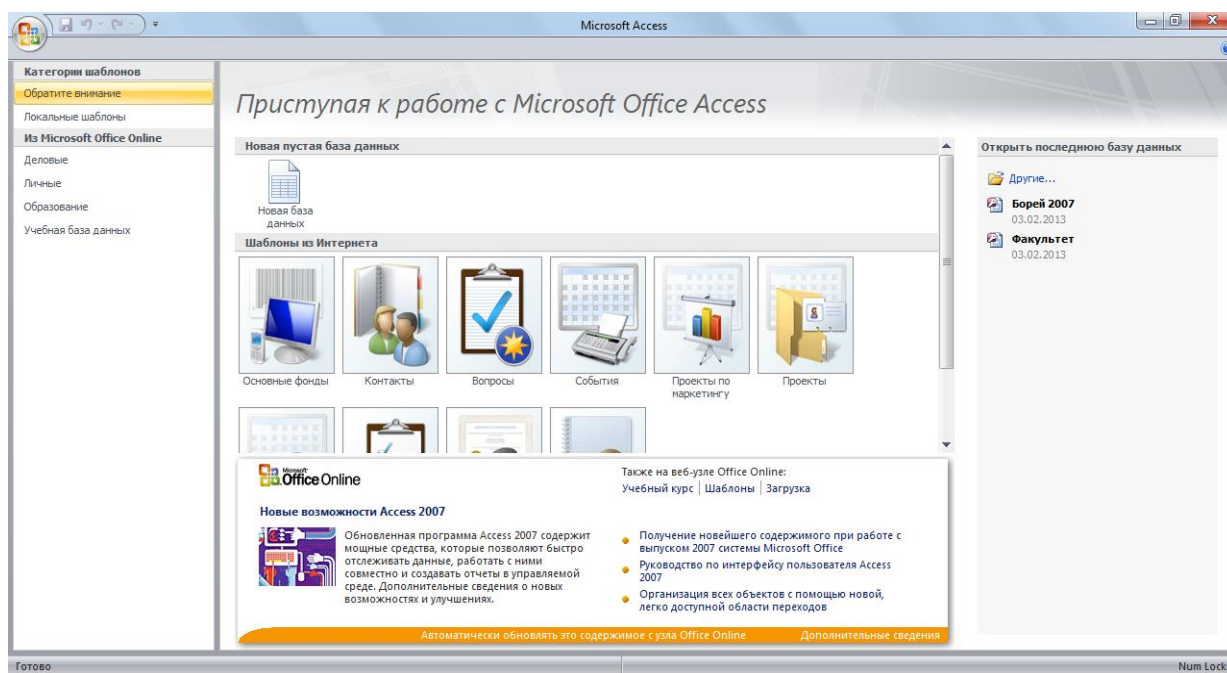 Microsoft Access
Категории шаблонов
Обратите внимание
Локальные шаблоны
Из Microsoft Office Online
Деловые
Личные
Образование
Учебная база данных
Приступая к работе с Microsoft Office Access
Новая пустая база данных
Новая база
данных
Шаблоны из Интернета
Основные фонды
Контакты
Вопросы
События
Проекты по
маркетингу
Проекты
Microsoft
Office Online
Также на веб-узле Office Online:
Учебный курс | Шаблоны | Загрузка
Новые возможности Access 2007
Обновленная программа Access 2007 содержит
мощные средства, которые позволяют быстро
отслеживать данные, работать с ними
совместно и создавать отчеты в управляемой
среде. Дополнительные сведения о новых
возможностях и улучшениях.
Получение новейшего содержимого при работе с
выпуском 2007 системы Microsoft Office
Руководство по интерфейсу пользователя Access
2007
Организация всех объектов с помощью новой,
легко доступной области переходов
Автоматически обновлять это содержимое с узла Office Online
Дополнительные сведения
Открыть последнюю базу данных
Другие...
Борей 2007
03.02.2013
Факультет
03.02.2013
Готово
Num Lock